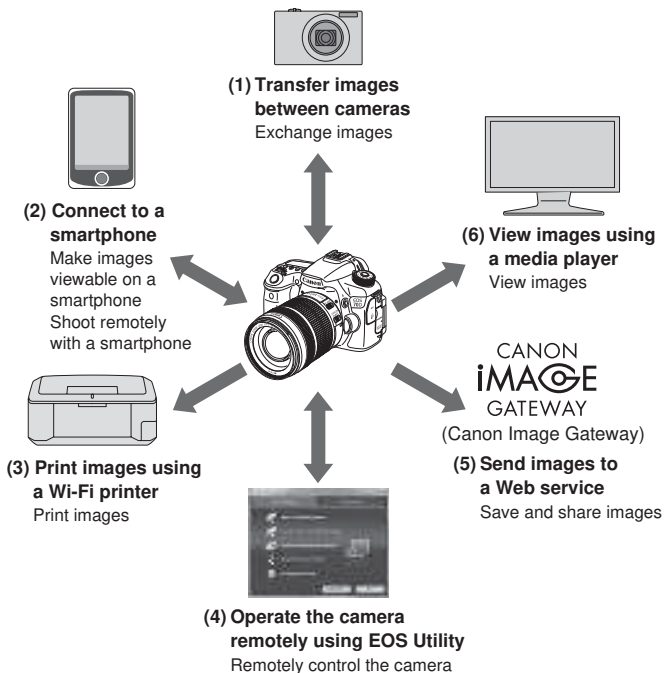 (1) Transfer images
between cameras
Exchange images
(2) Connect to a
smartphone
Make images
viewable on a
smartphone
Shoot remotely
with a smartphone
(6) View images using
a media player
View images
Canon
EOS
70D
CANON
iMAGE
GATEWAY
(Canon Image Gateway)
(3) Print images using
a Wi-Fi printer
Print images
(5) Send images to
a Web service
Save and share images
(4) Operate the camera
remotely using EOS Utility
Remotely control the camera